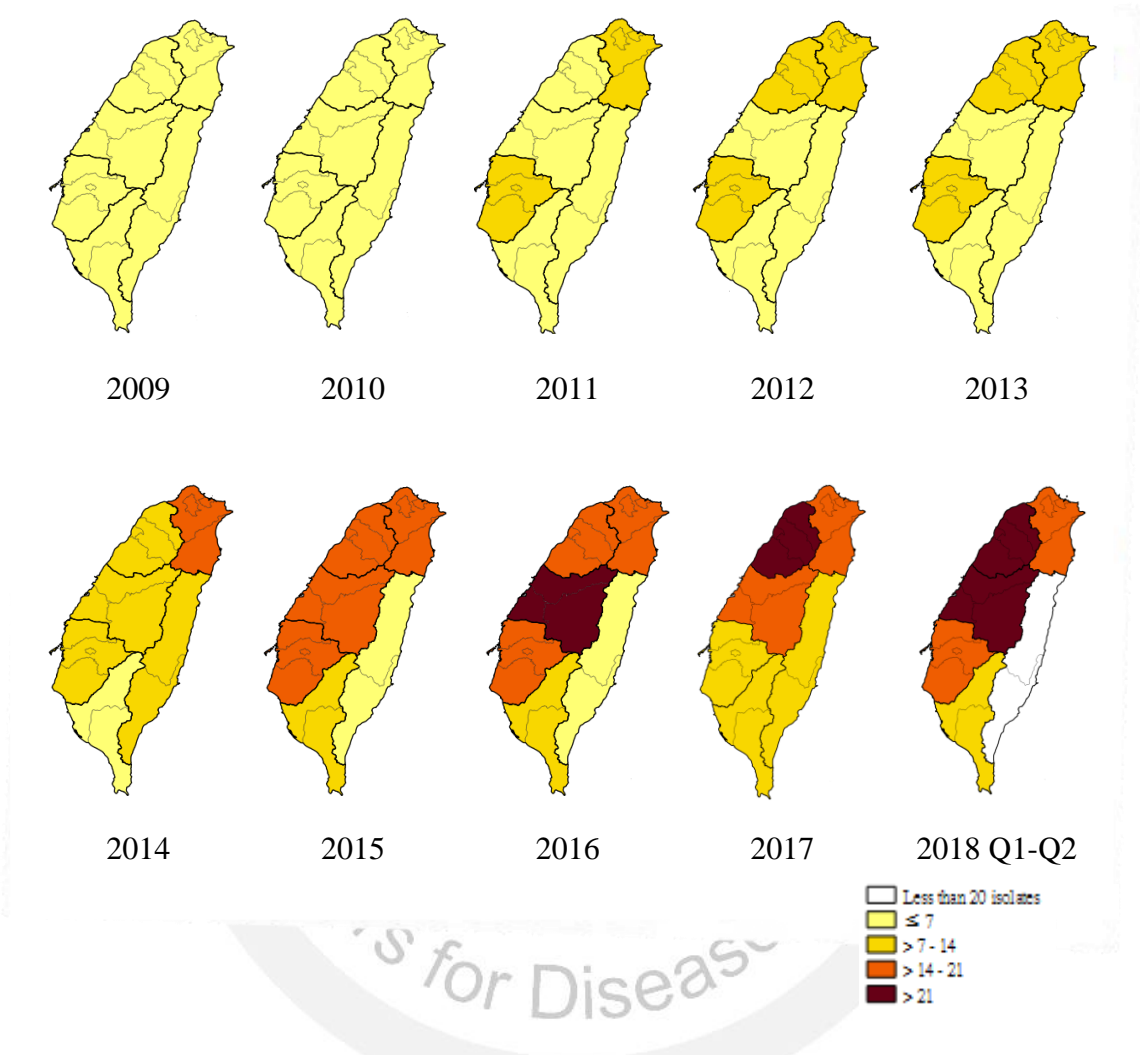 2009 2010 2011 2012 2013
2014 2015 2016 2017 2018 Q1-Q2
Less than 20 isolates
≤ 7
> 7 - 14
> 14 - 21
> 21
s for Disease